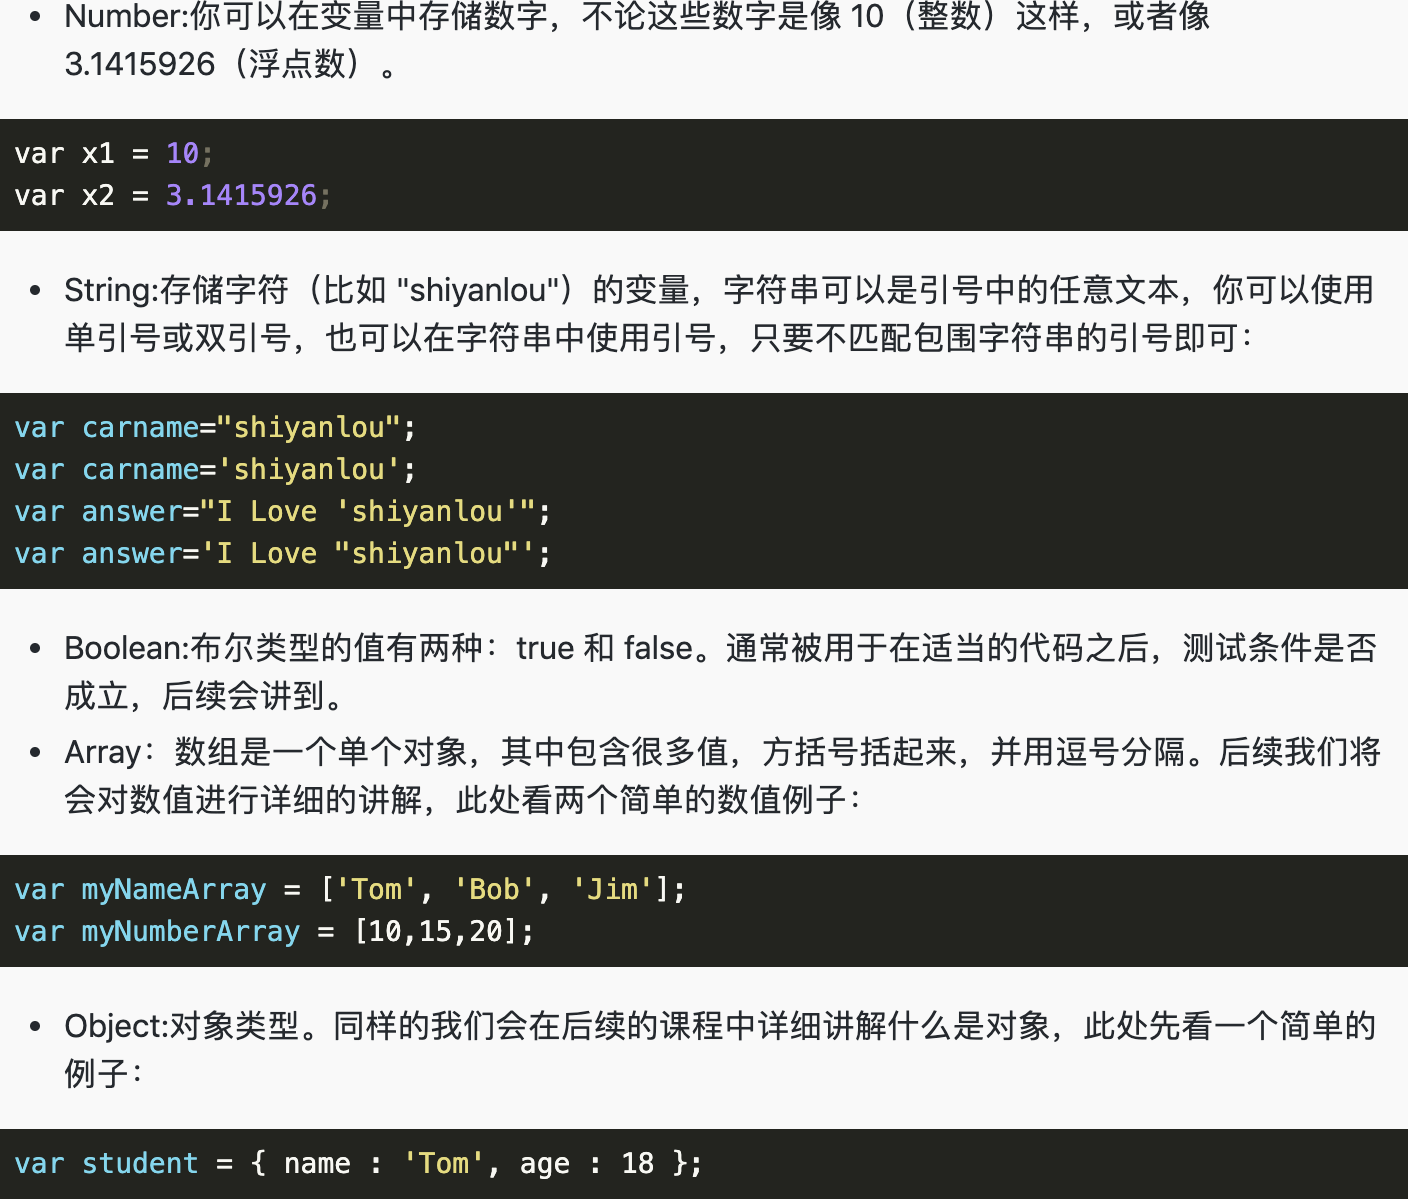 • Number:你可以在变量中存储数字，不论这些数字是像 10（整数）这样，或者像
3.1415926（浮点数）。
var x1 = 10;
var x2 = 3.1415926;
• String:存储字符（比如 "shiyanlou"）的变量，字符串可以是引号中的任意文本，你可以使用
单引号或双引号，也可以在字符串中使用引号，只要不匹配包围字符串的引号即可：
var carname="shiyanlou";
var carname='shiyanlou';
var answer="I Love 'shiyanlou'";
var answer='I Love "shiyanlou"';
• Boolean:布尔类型的值有两种：true 和 false。通常被用于在适当的代码之后，测试条件是否
成立，后续会讲到。
• Array：数组是一个单个对象，其中包含很多值，方括号括起来，并用逗号分隔。后续我们将
会对数值进行详细的讲解，此处看两个简单的数值例子：
var myNameArray = ['Tom', 'Bob', 'Jim'];
var myNumberArray = [10,15,20];
• Object:对象类型。同样的我们会在后续的课程中详细讲解什么是对象，此处先看一个简单的
例子：
var student = { name : 'Tom', age : 18 };